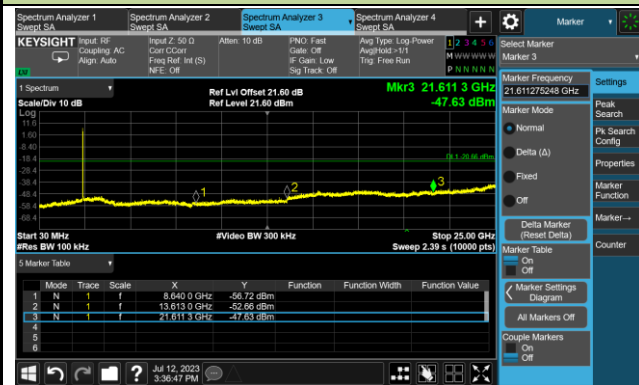 Spectrum Analyzer 1
Swept SA
Spectrum Analyzer 2
Swept SA
Spectrum Analyzer 3
Swept SA
Spectrum Analyzer 4
Swept SA
+
Marker
KEYSIGHT
Input: RF
Coupling: AC
Align: Auto
Input Z: 50 Ω
Corr CCorr
Freq Ref: Int (S)
NFE: Off
Atten: 10 dB
PNO: Fast
Gate: Off
IF Gain: Low
Sig Track: Off
Avg Type: Log-Power
Avg|Hold:>1/1
Trig: Free Run
1 2 3 4 5 6
M W W W W W
P N N N N N
LXI
Select Marker
Marker 3
1 Spectrum
Scale/Div 10 dB
Ref Lvl Offset 21.60 dB
Ref Level 21.60 dBm
Mkr3 21.611 3 GHz
-47.63 dBm
Log
11.6
1.60
-8.40
-18.4
-28.4
-38.4
-48.4
-58.4
-68.4
1
2
3
Start 30 MHz
#Res BW 100 kHz
#Video BW 300 kHz
Stop 25.00 GHz
Sweep 2.39 s (10000 pts)
5 Marker Table
Mode Trace Scale X Y Function Function Width Function Value
1 N 1 f 8.640 0 GHz -56.72 dBm
2 N 1 f 13.613 0 GHz -52.66 dBm
3 N 1 f 21.611 3 GHz -47.63 dBm
4
5
6
Marker Frequency
21.611275248 GHz
Marker Mode
Normal
Delta (Δ)
Fixed
Off
Delta Marker
(Reset Delta)
Marker Table
On
Off
Marker Settings
Diagram
All Markers Off
Couple Markers
On
Off
Settings
Peak
Search
Pk Search
Config
Properties
Marker
Function
Marker→
Counter
?
Jul 12, 2023
3:36:47 PM